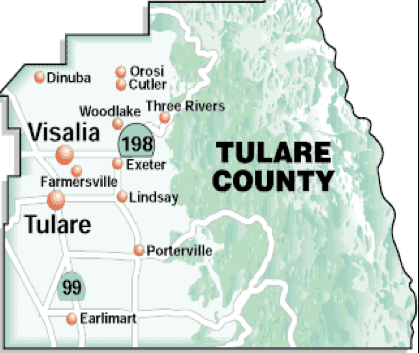 Dinuba
Orosi
Cutler
Woodlake
Three Rivers
Visalia
198
Exeter
Farmersville
TULARE
COUNTY
Lindsay
Tulare
Porterville
99
Earlimart